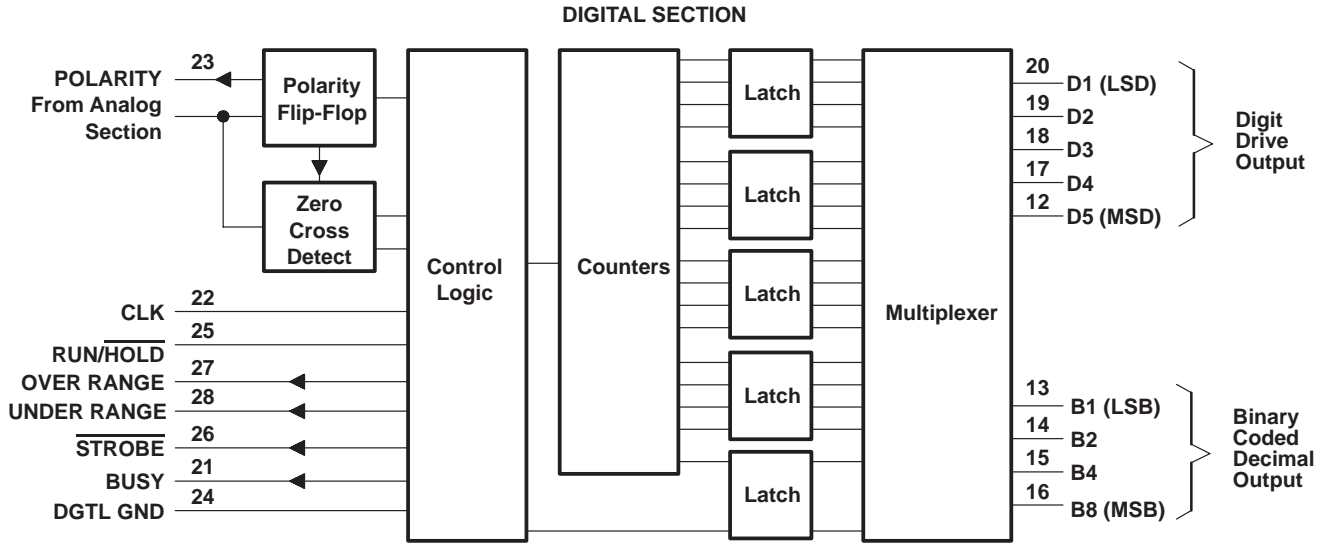 DIGITAL SECTION
23
POLARITY
From Analog
Section
Polarity
Flip-Flop
Zero
Cross
Detect
22
CLK
25
RUN/HOLD
27
OVER RANGE
28
UNDER RANGE
26
STROBE
21
BUSY
24
DGTL GND
Control
Logic
Counters
Latch
Latch
Latch
Latch
Latch
Multiplexer
20
D1 (LSD)
19
D2
18
D3
17
D4
12
D5 (MSD)
Digit
Drive
Output
13
B1 (LSB)
14
B2
15
B4
16
B8 (MSB)
Binary
Coded
Decimal
Output